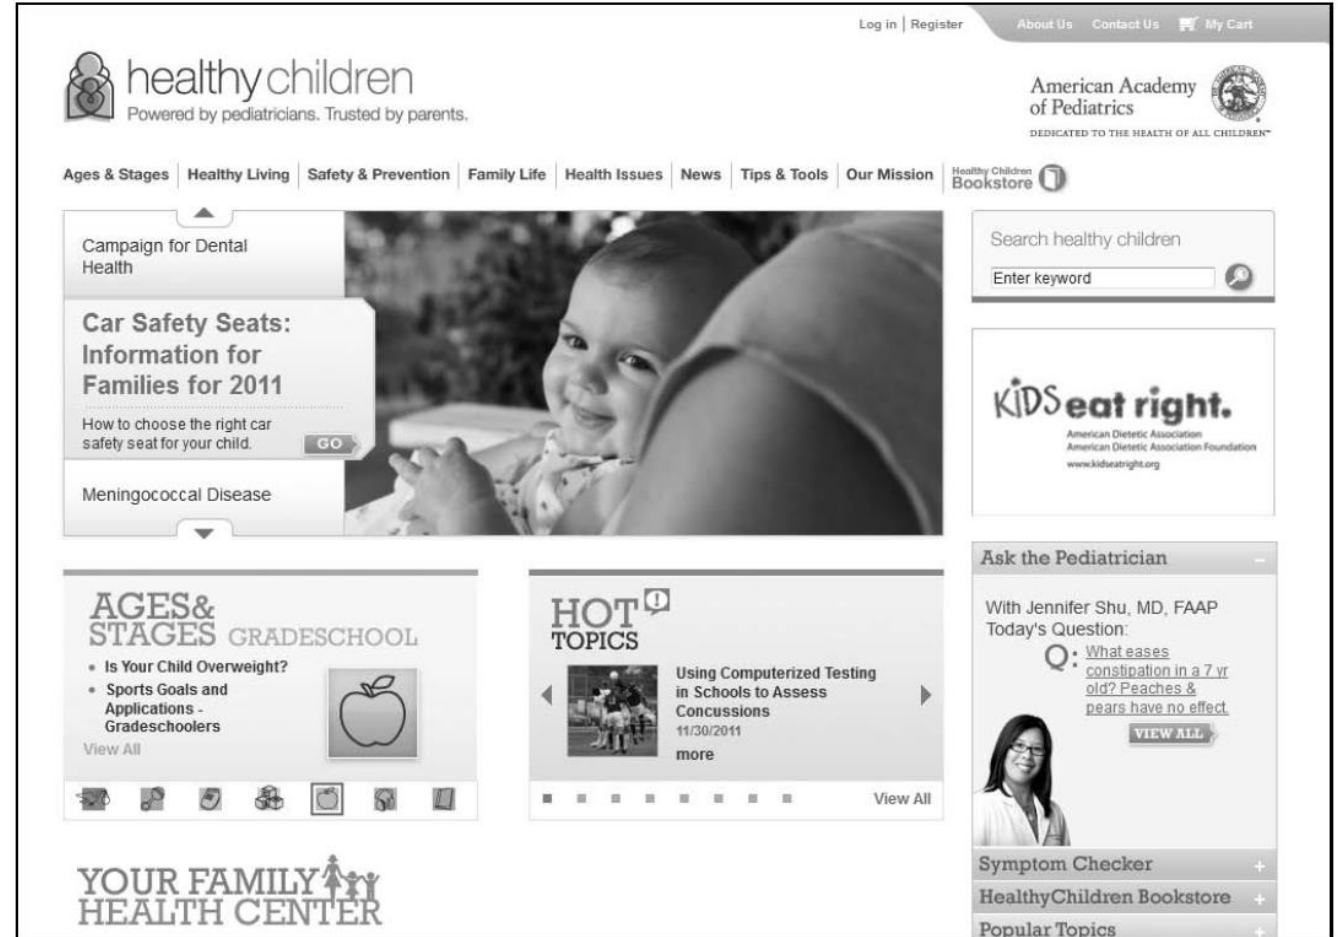 Log in | Register
About Us Contact Us My Cart
healthychildren
Powered by pediatricians. Trusted by parents.
American Academy
of Pediatrics
DEDICATED TO THE HEALTH OF ALL CHILDREN™
Ages & Stages | Healthy Living | Safety & Prevention | Family Life | Health Issues | News | Tips & Tools | Our Mission
Healthy Children
Bookstore
Campaign for Dental
Health
Car Safety Seats:
Information for
Families for 2011
How to choose the right car
safety seat for your child.
GO
Meningococcal Disease
Search healthy children
Enter keyword
KiDS eat right.
American Dietetic Association
American Dietetic Association Foundation
www.kidseatright.org
AGES&
STAGES GRADESCHOOL
• Is Your Child Overweight?
• Sports Goals and
Applications -
Gradeschoolers
View All
HOT
TOPICS
Using Computerized Testing
in Schools to Assess
Concussions
11/30/2011
more
View All
Ask the Pediatrician
With Jennifer Shu, MD, FAAP
Today's Question:
Q: What eases
constipation in a 7 yr
old? Peaches &
pears have no effect.
VIEW ALL
Symptom Checker
HealthyChildren Bookstore
Popular Topics
YOUR FAMILY
HEALTH CENTER